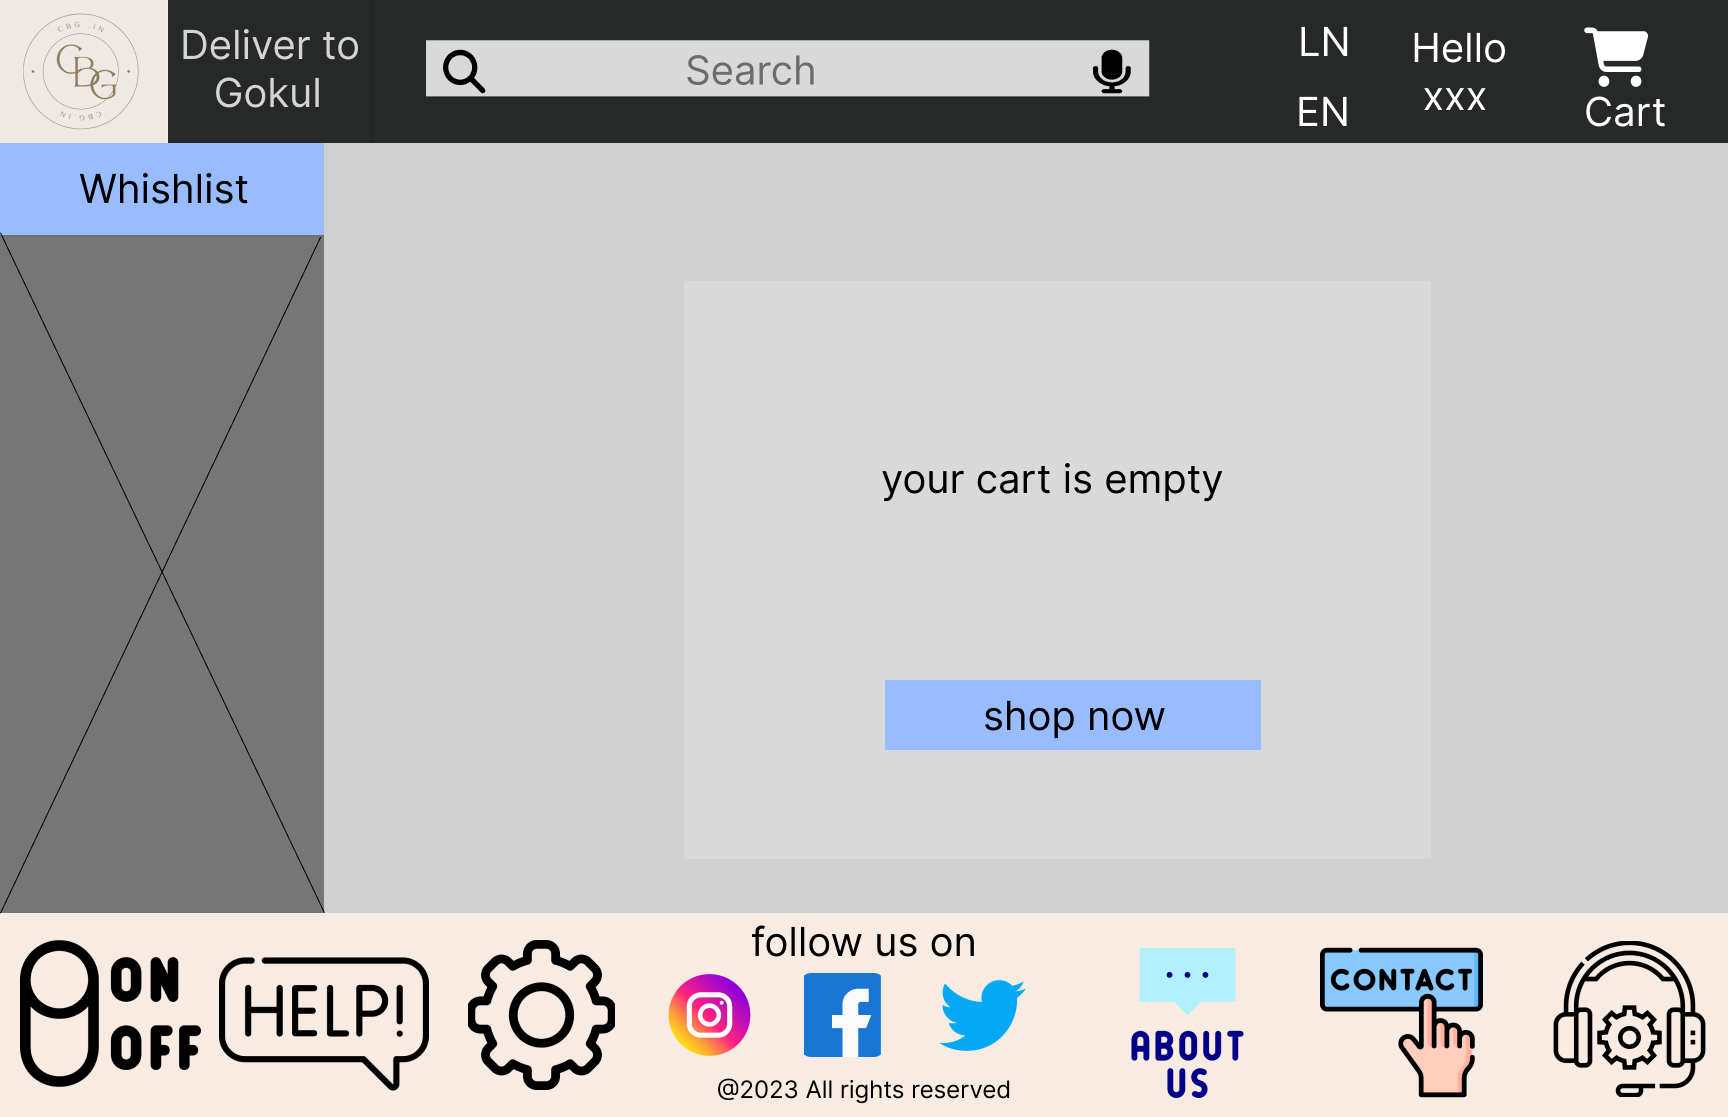 CBG .IN
CBG
CBG.IN
Deliver to
Gokul
Search
LN
EN
Hello
xxx
Cart
Whishlist
your cart is empty
shop now
ON
OFF
HELP!
follow us on
@2023 All rights reserved
ABOUT
US
CONTACT